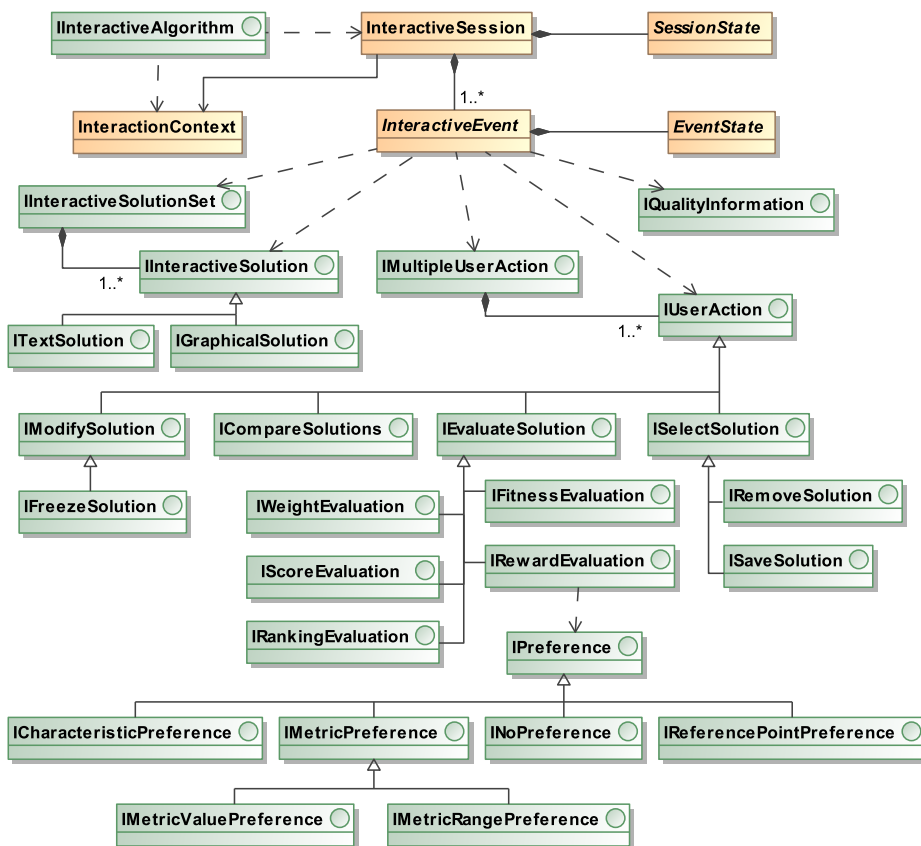 IInteractiveAlgorithm
InteractiveSession
SessionState
1..*
InteractionContext
InteractiveEvent
EventState
IInteractiveSolutionSet
IQualityInformation
IInteractiveSolution
IMultipleUserAction
1..*
IUserAction
1..*
ITextSolution
IGraphicalSolution
IModifySolution
ICompareSolutions
IEvaluateSolution
ISelectSolution
IFreezeSolution
IWeightEvaluation
IFitnessEvaluation
IRemoveSolution
IScoreEvaluation
IRewardEvaluation
ISaveSolution
IRankingEvaluation
IPreference
ICharacteristicPreference
IMetricPreference
INoPreference
IReferencePointPreference
IMetricValuePreference
IMetricRangePreference